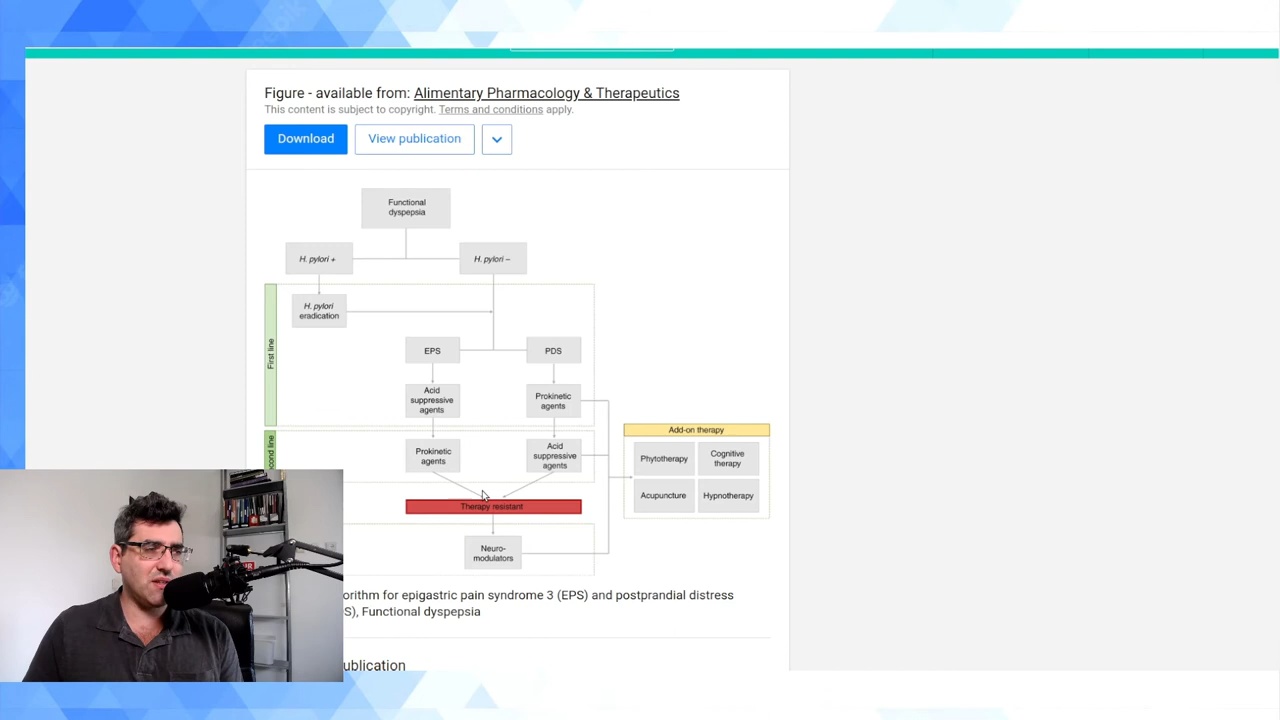 Figure - available from: Alimentary Pharmacology & Therapeutics
This content is subject to copyright. Terms and conditions apply.
Download
View publication
Functional
dyspepsia
H. pylori +
H. pylori –
H. pylori
eradication
First line
EPS
PDS
Acid
suppressive
agents
Prokinetic
agents
Add-on therapy
ond line
Prokinetic
agents
Acid
suppressive
agents
Phytotherapy
Cognitive
therapy
Acupuncture
Hypnotherapy
Therapy resistant
Neuro-
modulators
orithm for epigastric pain syndrome 3 (EPS) and postprandial distress
S), Functional dyspepsia
ublication